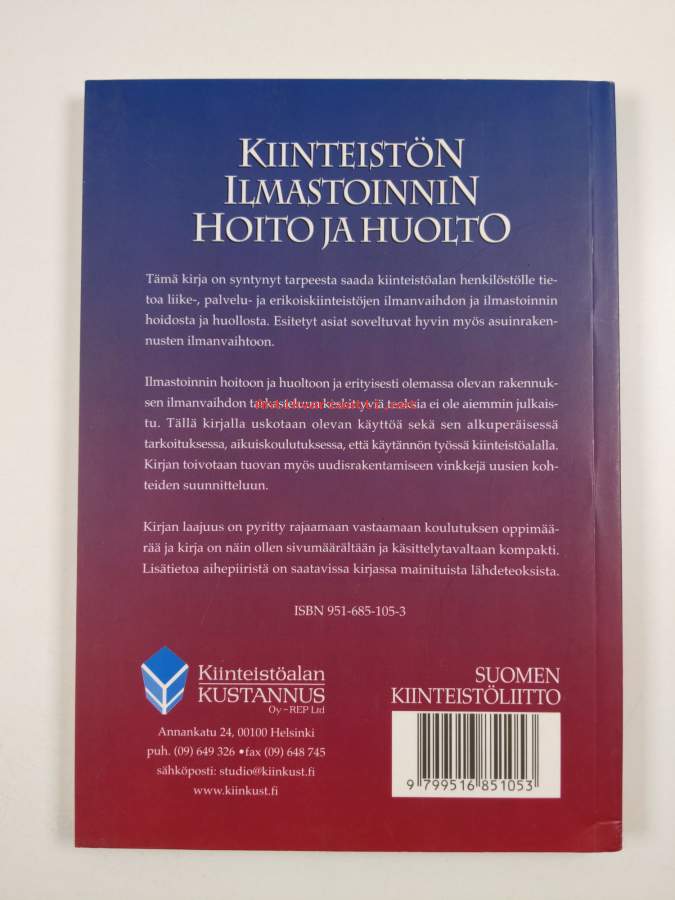 KIINTEISTÖN
ILMASTOINNIN
HOITO JA HUOLTO
Tämä kirja on syntynyt tarpeesta saada kiinteistöalan henkilöstölle tie-
toa liike-, palvelu- ja erikoiskiinteistöjen ilmanvaihdon ja ilmastoinnin
hoidosta ja huollosta. Esitetyt asiat soveltuvat hyvin myös asuinraken-
nusten ilmanvaihtoon.
Ilmastoinnin hoitoon ja huoltoon ja erityisesti olemassa olevan rakennuk-
sen ilmanvaihdon tarkasteluun keskittyviä teoksia ei ole aiemmin julkais-
tu. Tällä kirjalla uskotaan olevan käyttöä sekä sen alkuperäisessä
tarkoituksessa, aikuiskoulutuksessa, että käytännön työssä kiinteistöalalla.
Kirjan toivotaan tuovan myös uudisrakentamiseen vinkkejä uusien koh-
teiden suunnitteluun.
Kirjan laajuus on pyritty rajaamaan vastaamaan koulutuksen oppimää-
rää ja kirja on näin ollen sivumäärältään ja käsittelytavaltaan kompakti.
Lisätietoa aihepiiristä on saatavissa kirjassa mainituista lähdeteoksista.
ISBN 951-685-105-3
Kiinteistöalan
KUSTANNUS
Oy – REP Ltd
Annankatu 24, 00100 Helsinki
puh. (09) 649 326 • fax (09) 648 745
sähköposti: studio@kiinkust.fi
www.kiinkust.fi
SUOMEN
KIINTEISTÖLIITTO
9 799516 851053